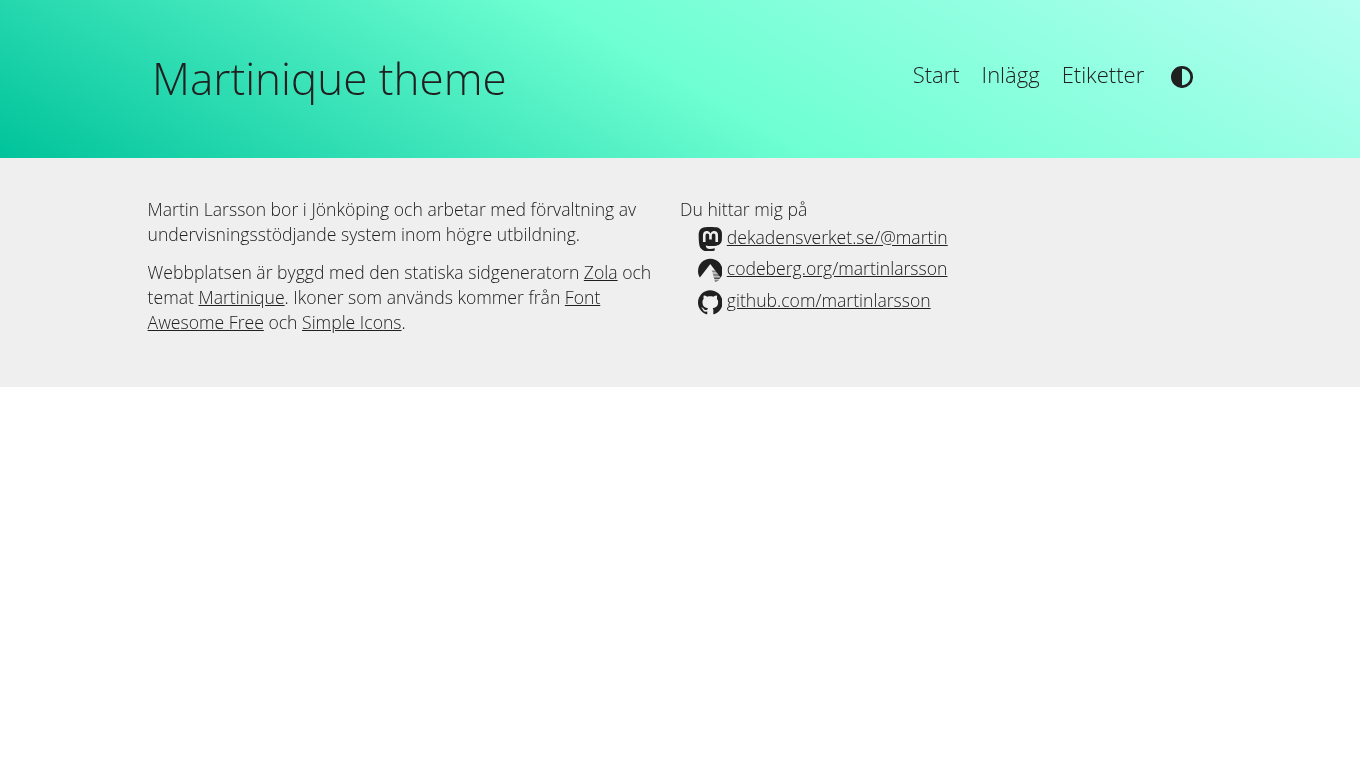 Martinique theme
Start Inlägg Etiketter
Martin Larsson bor i Jönköping och arbetar med förvaltning av
undervisningsstödjande system inom högre utbildning.
Webbplatsen är byggd med den statiska sidgeneratorn Zola och
temat Martinique. Ikoner som används kommer från Font
Awesome Free och Simple Icons.
Du hittar mig på
dekadensverket.se/@martin
codeberg.org/martinlarsson
github.com/martinlarsson